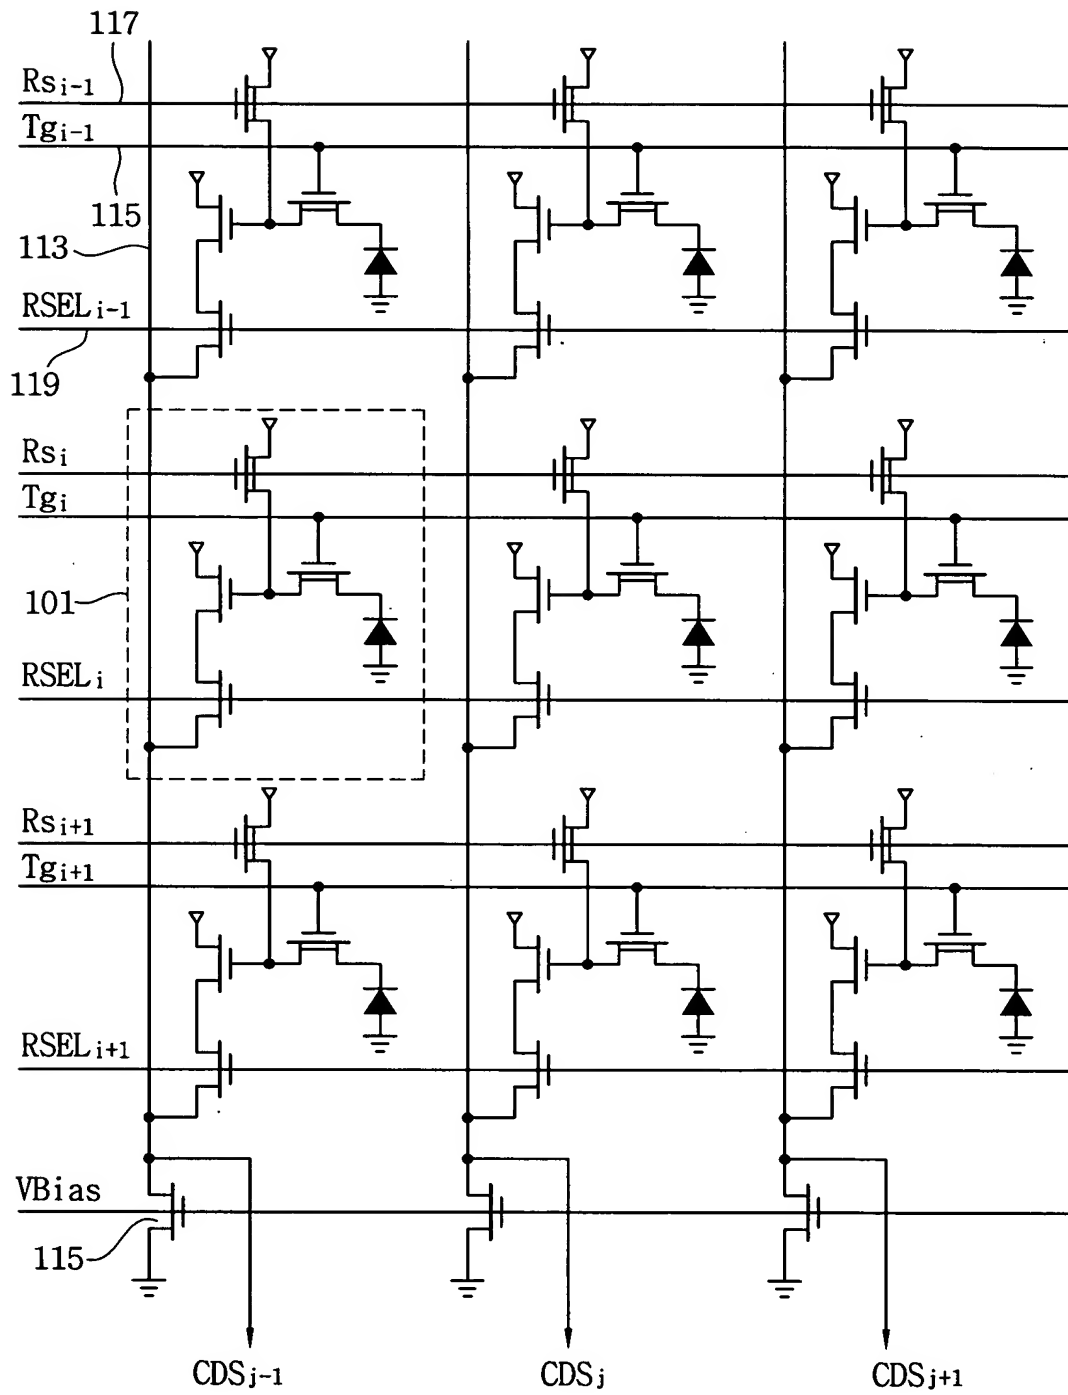 117
Rsi-1
Tgi-1
115
113
RSELi-1
119
Rsi
Tgi
101
RSELi
Rsi+1
Tgi+1
RSELi+1
VBias
115
CDSj-1 CDSj CDSj+1